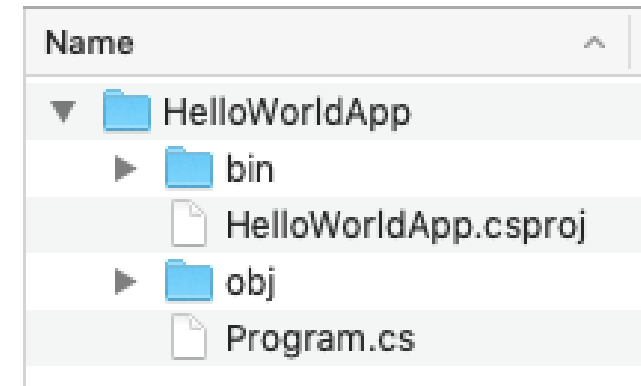 Name
HelloWorldApp
bin
HelloWorldApp.csproj
obj
Program.cs